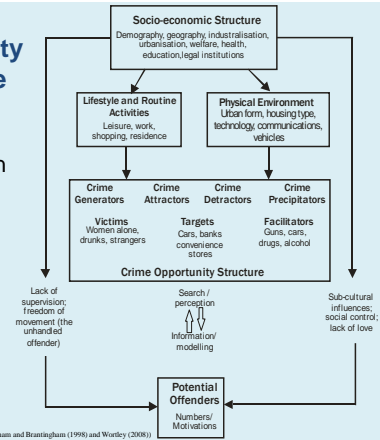 ty
e
n
Socio-economic Structure
Demography, geography, industralisation,
urbanisation, welfare, health,
education,legal institutions
Lifestyle and Routine
Activities
Leisure, work,
shopping, residence
Physical Environment
Urban form, housing type,
technology, communications,
vehicles
Crime
Generators
Crime
Attractors
Crime
Detractors
Crime
Precipitators
Victims
Women alone,
drunks, strangers
Targets
Cars, banks
convenience
stores
Facilitators
Guns, cars,
drugs, alcohol
Crime Opportunity Structure
Lack of
supervision;
freedom of
movement (the
unhandled
offender)
Search /
perception
Information/
modelling
Sub-cultural
influences;
social control;
lack of love
Potential
Offenders
Numbers/
Motivations
am and Brantingham (1998) and Wortley (2008))